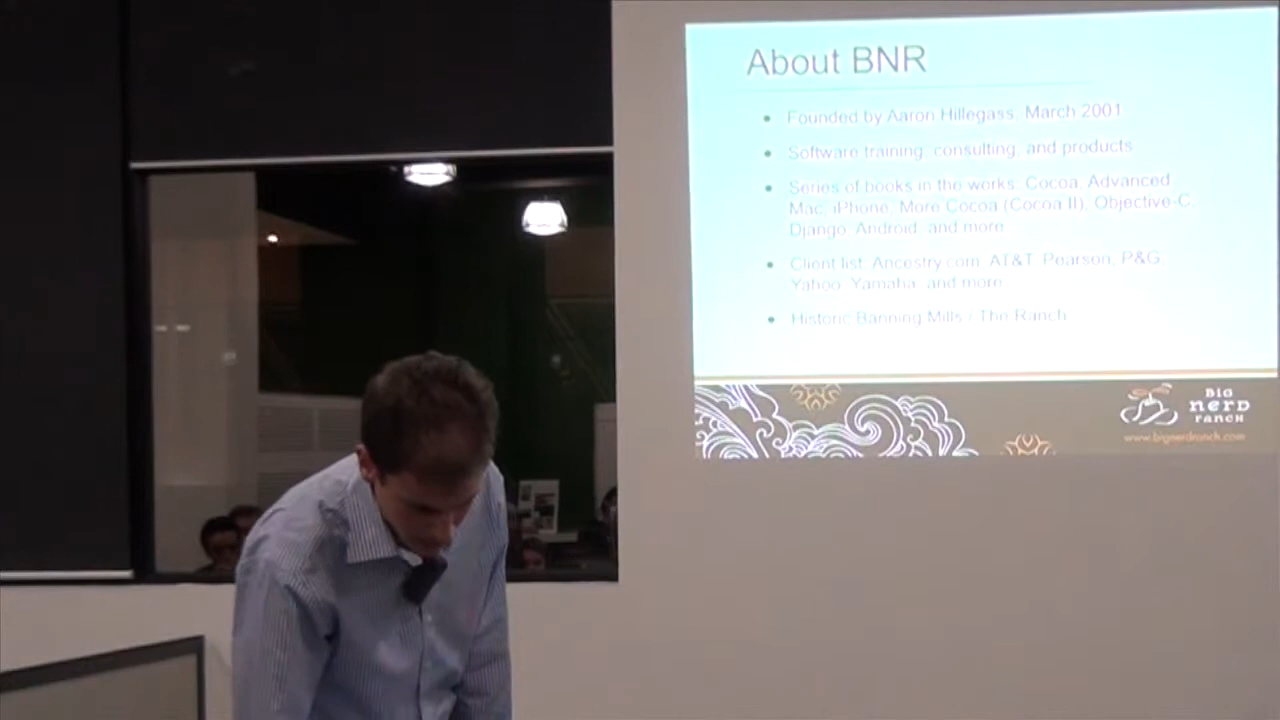 About BNR
Founded by Aaron Hillegass, March 2001
Software training, consulting, and products
Series of books in the works: Cocoa, Advanced
Mac, iPhone, More Cocoa (Cocoa II), Objective-C,
Django, Android, and more
Client list: Ancestry.com, AT&T, Pearson, P&G,
Yahoo, Yamaha, and more
Historic Banning Mills / The Ranch
BIG
NERD
RANCH
www.bignerdranch.com